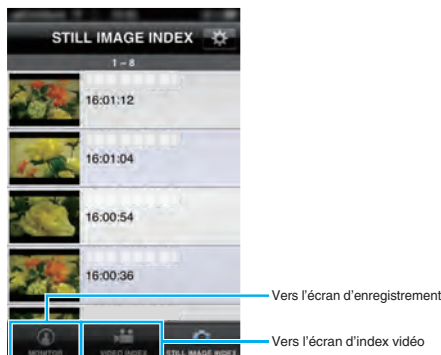 STILL IMAGE INDEX
1 – 8
16:01:12
16:01:04
16:00:54
16:00:36
Vers l'écran d'enregistrement
MONITOR
VIDEO INDEX
STILL IMAGE INDEX
Vers l'écran d'index vidéo